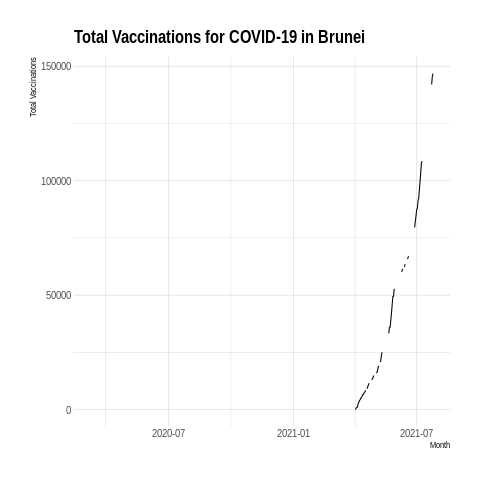 Total Vaccinations for COVID-19 in Brunei
Total Vaccinations
150000
100000
50000
0
2020-07
2021-01
2021-07
Month